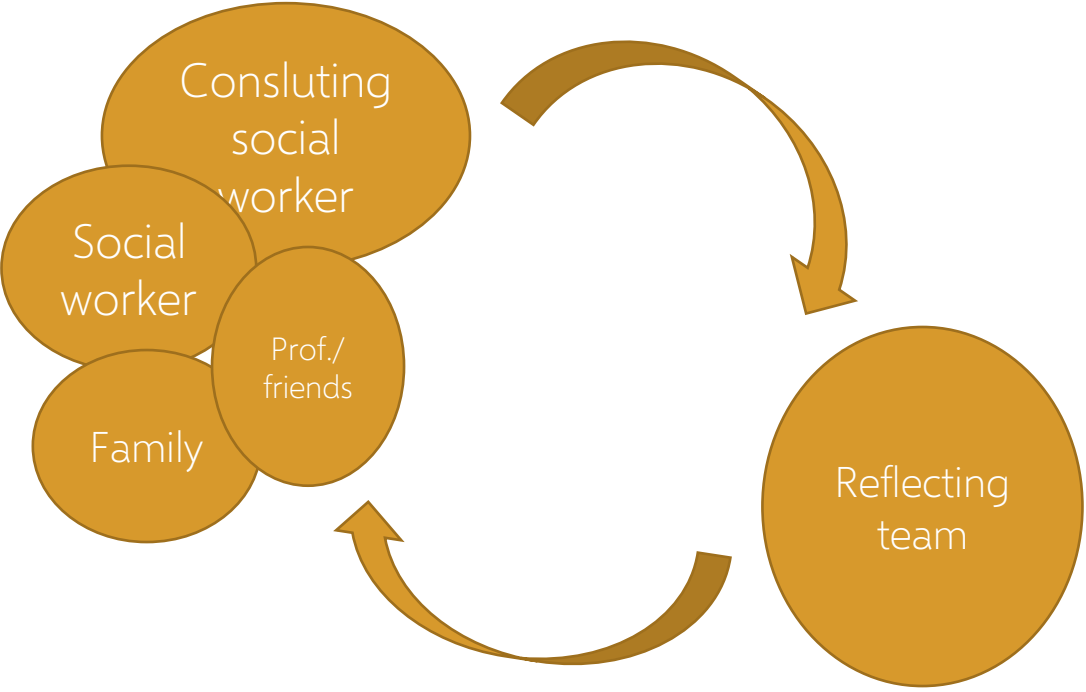 Consluting
social
worker
Social
worker
Prof./
friends
Family
Reflecting
team